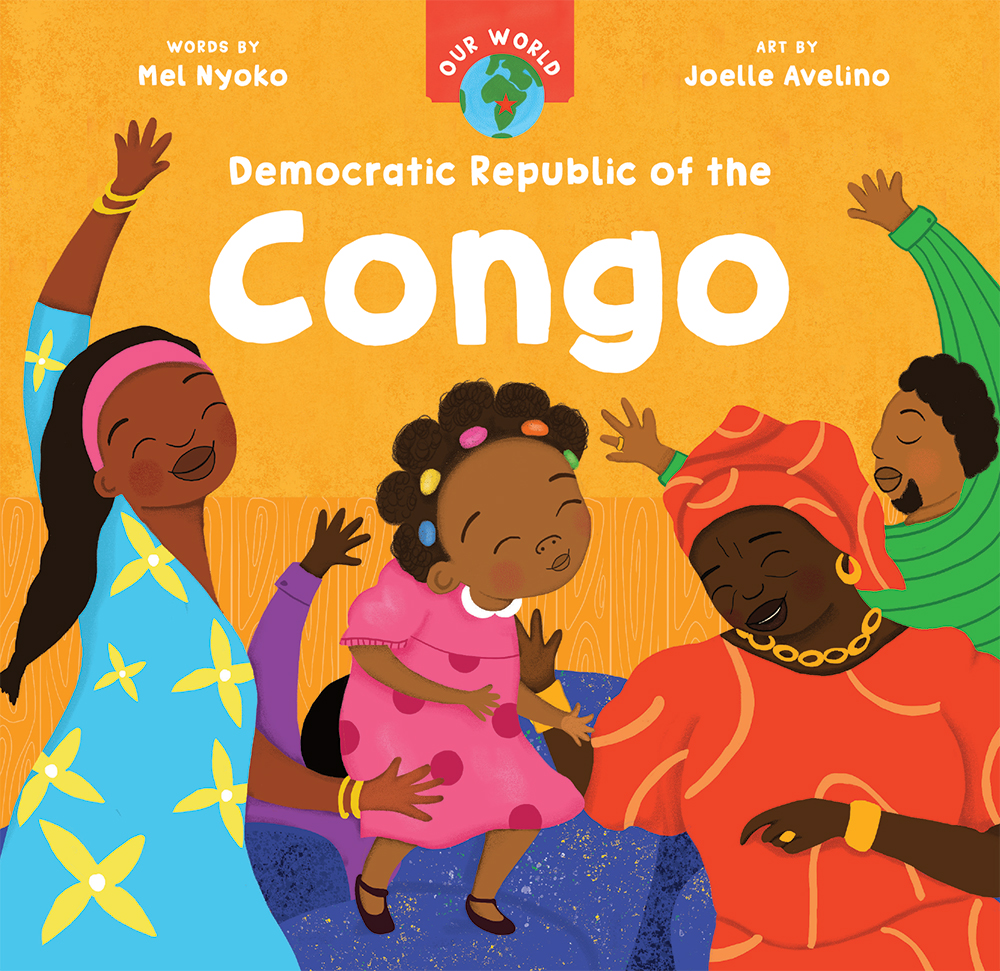 WORDS BY
Mel Nyoko
OUR WORLD
ART BY
Joelle Avelino
Democratic Republic of the
Congo